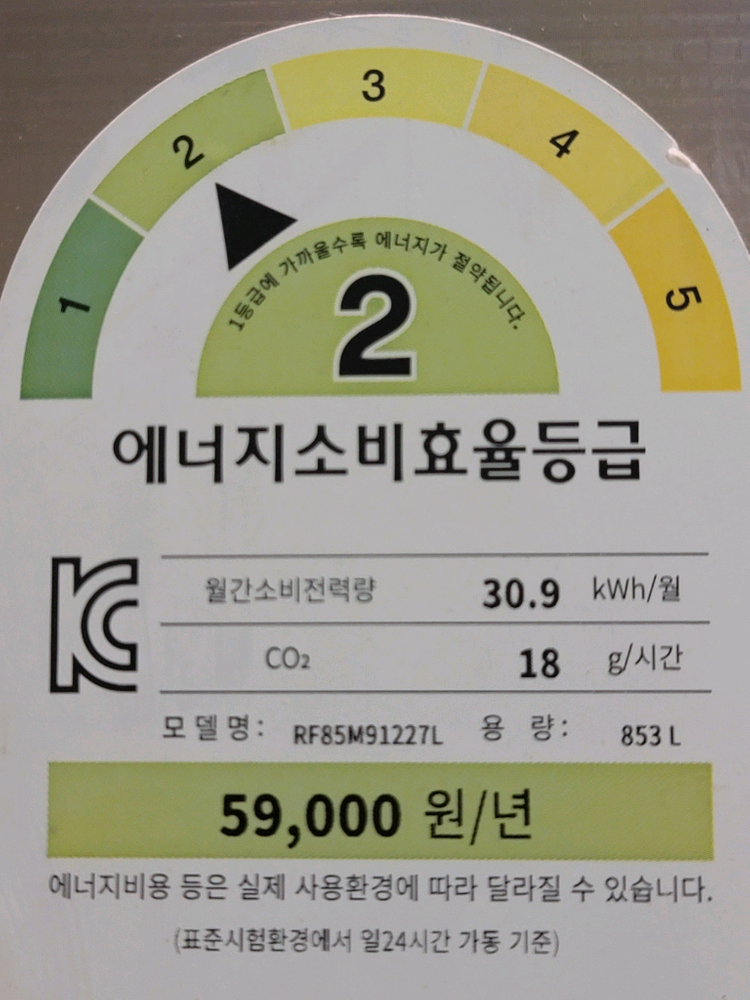 1
2
3
4
5
1등급에 가까울수록 에너지가 절약됩니다.
2
에너지소비효율등급
월간소비전력량 30.9 kWh/월
CO₂ 18 g/시간
모델명: RF85M91227L 용 량: 853 L
59,000 원/년
에너지비용 등은 실제 사용환경에 따라 달라질 수 있습니다.
(표준시험환경에서 일24시간 가동 기준)